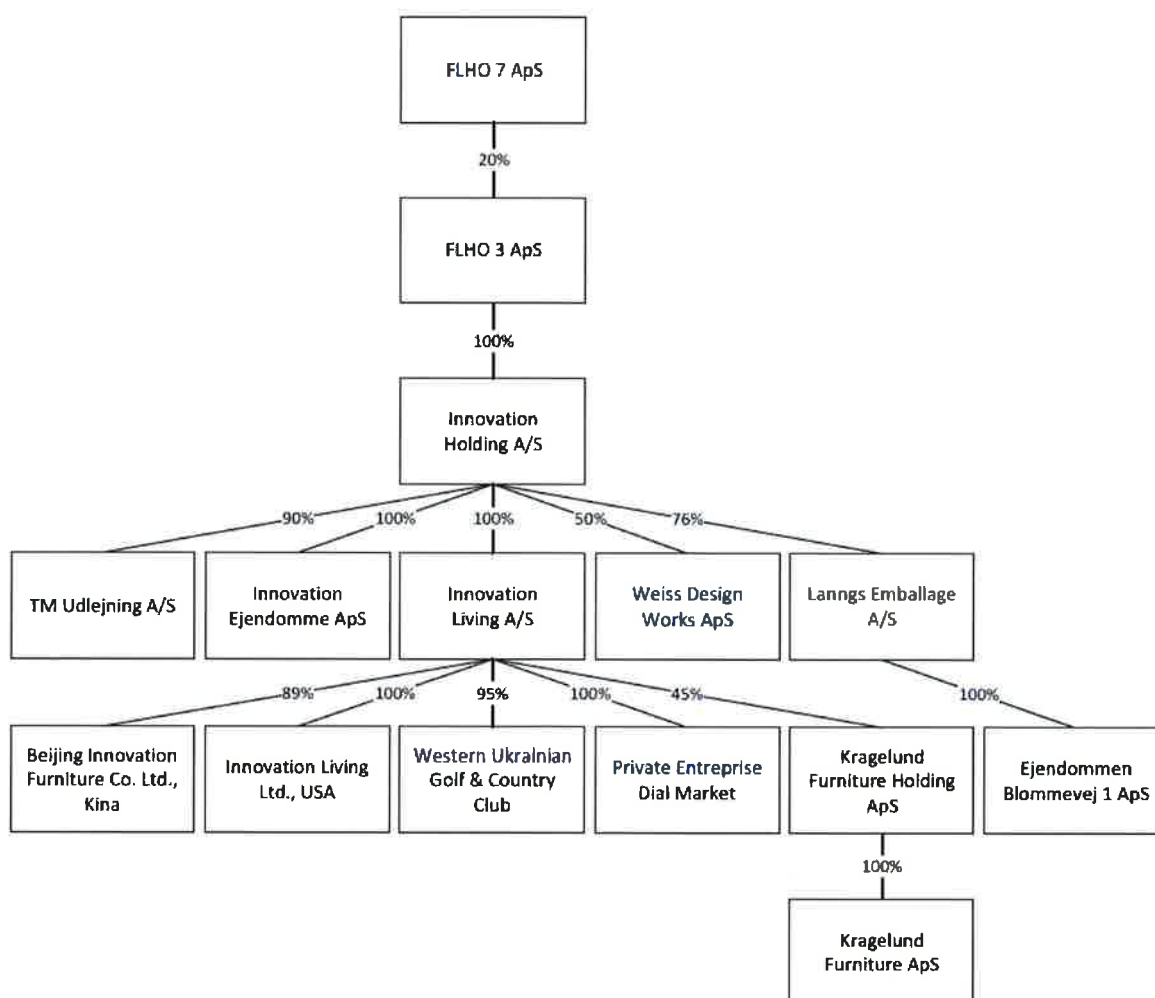 FLHO 7 ApS
20%
FLHO 3 ApS
100%
Innovation
Holding A/S
90%
100%
100%
50%
76%
TM Udlejning A/S
Innovation
Ejendomme ApS
Innovation
Living A/S
Weiss Design
Works ApS
Lanngs Emballage
A/S
89%
100%
95%
100%
45%
100%
Beijing Innovation
Furniture Co. Ltd.,
Kina
Innovation Living
Ltd., USA
Western Ukrainian
Golf & Country
Club
Private Entreprise
Dial Market
Kragelund
Furniture Holding
ApS
Ejendommen
Blommevej 1 ApS
100%
Kragelund
Furniture ApS